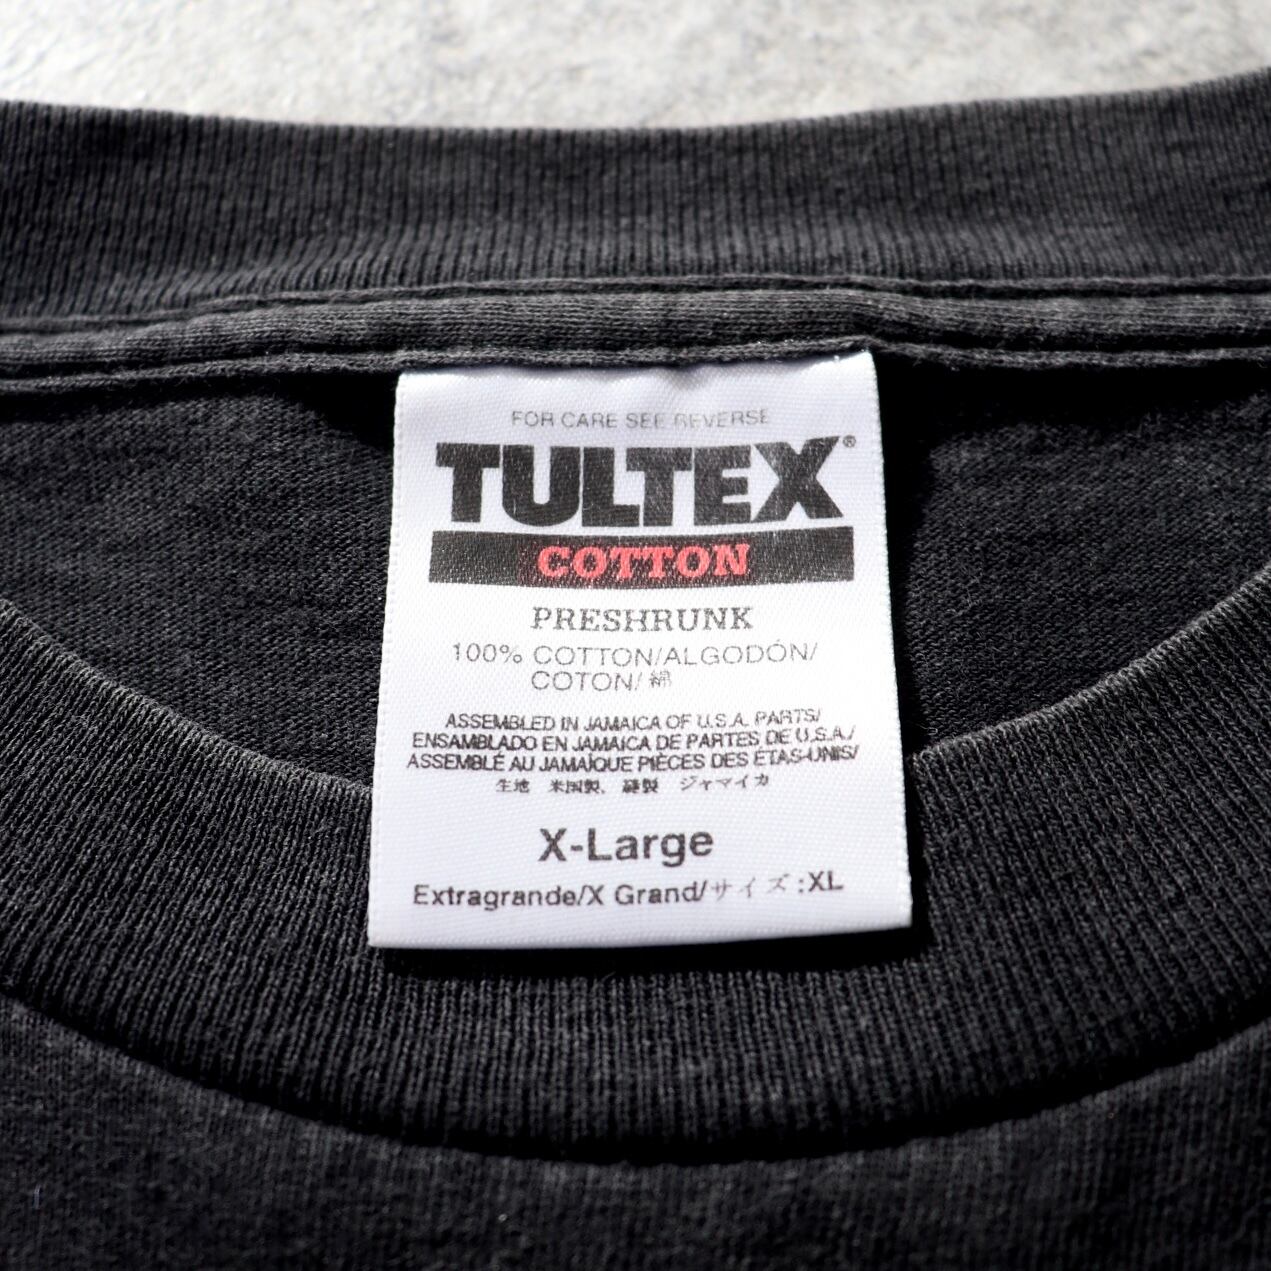 FOR CARE SEE REVERSE
TULTEX®
COTTON
PRESHRUNK
100% COTTON/ALGODÓN/
COTON/綿
ASSEMBLED IN JAMAICA OF U.S.A. PARTS/
ENSAMBLADO EN JAMAICA DE PARTES DE U.S.A./
ASSEMBLÉ AU JAMAÏQUE PIÈCES DES ÉTAS-UNIS/
生地 米国製、縫製 ジャマイカ
X-Large
Extragrande/X Grand/サイズ:XL